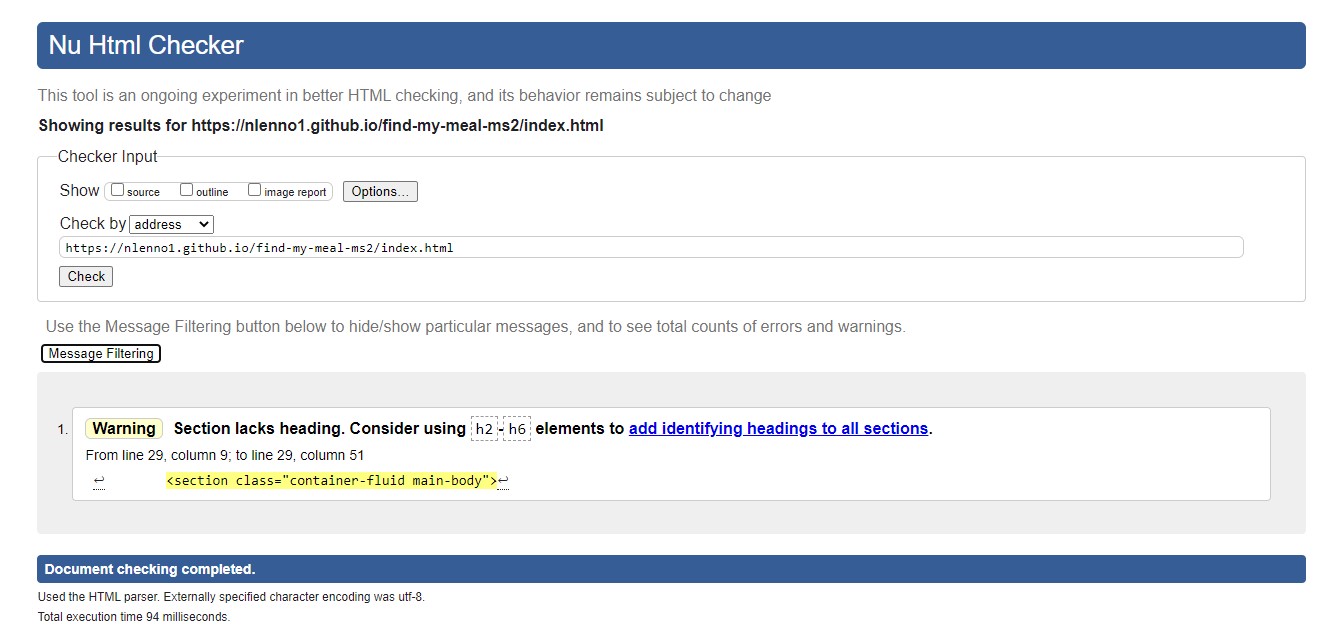 Nu Html Checker
This tool is an ongoing experiment in better HTML checking, and its behavior remains subject to change
Showing results for https://nlenno1.github.io/find-my-meal-ms2/index.html
Checker Input
Show source outline image report Options...
Check by address
https://nlenno1.github.io/find-my-meal-ms2/index.html
Check
Use the Message Filtering button below to hide/show particular messages, and to see total counts of errors and warnings.
Message Filtering
1. Warning Section lacks heading. Consider using h2-h6 elements to add identifying headings to all sections.
From line 29, column 9; to line 29, column 51
↩ <section class="container-fluid main-body">↩
Document checking completed.
Used the HTML parser. Externally specified character encoding was utf-8.
Total execution time 94 milliseconds.